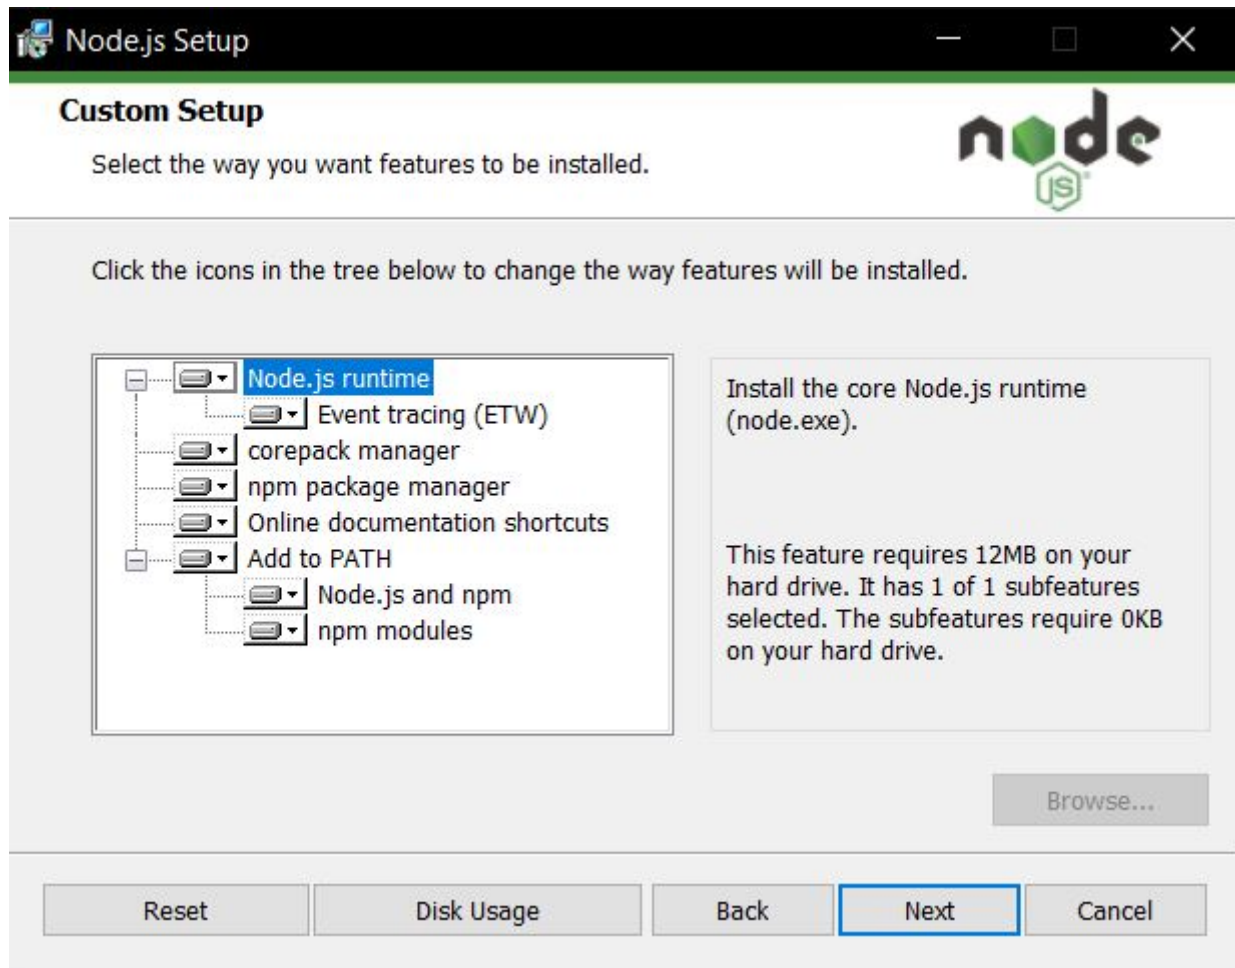 Node.js Setup
Custom Setup
Select the way you want features to be installed.
node
JS
Click the icons in the tree below to change the way features will be installed.
Node.js runtime
Event tracing (ETW)
corepack manager
npm package manager
Online documentation shortcuts
Add to PATH
Node.js and npm
npm modules
Install the core Node.js runtime
(node.exe).
This feature requires 12MB on your
hard drive. It has 1 of 1 subfeatures
selected. The subfeatures require 0KB
on your hard drive.
Browse...
Reset
Disk Usage
Back
Next
Cancel